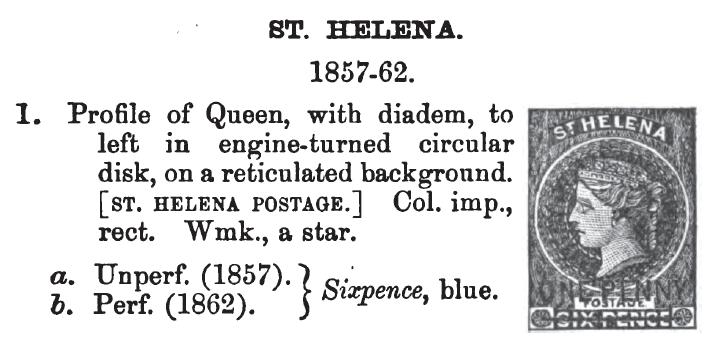 ST. HELENA.
1857-62.
1. Profile of Queen, with diadem, to
left in engine-turned circular
disk, on a reticulated background.
[ST. HELENA POSTAGE.] Col. imp.,
rect. Wmk., a star.
a. Unperf. (1857). } Sixpence, blue.
b. Perf. (1862).
ST HELENA
ONE PENNY
POSTAGE
SIX PENCE